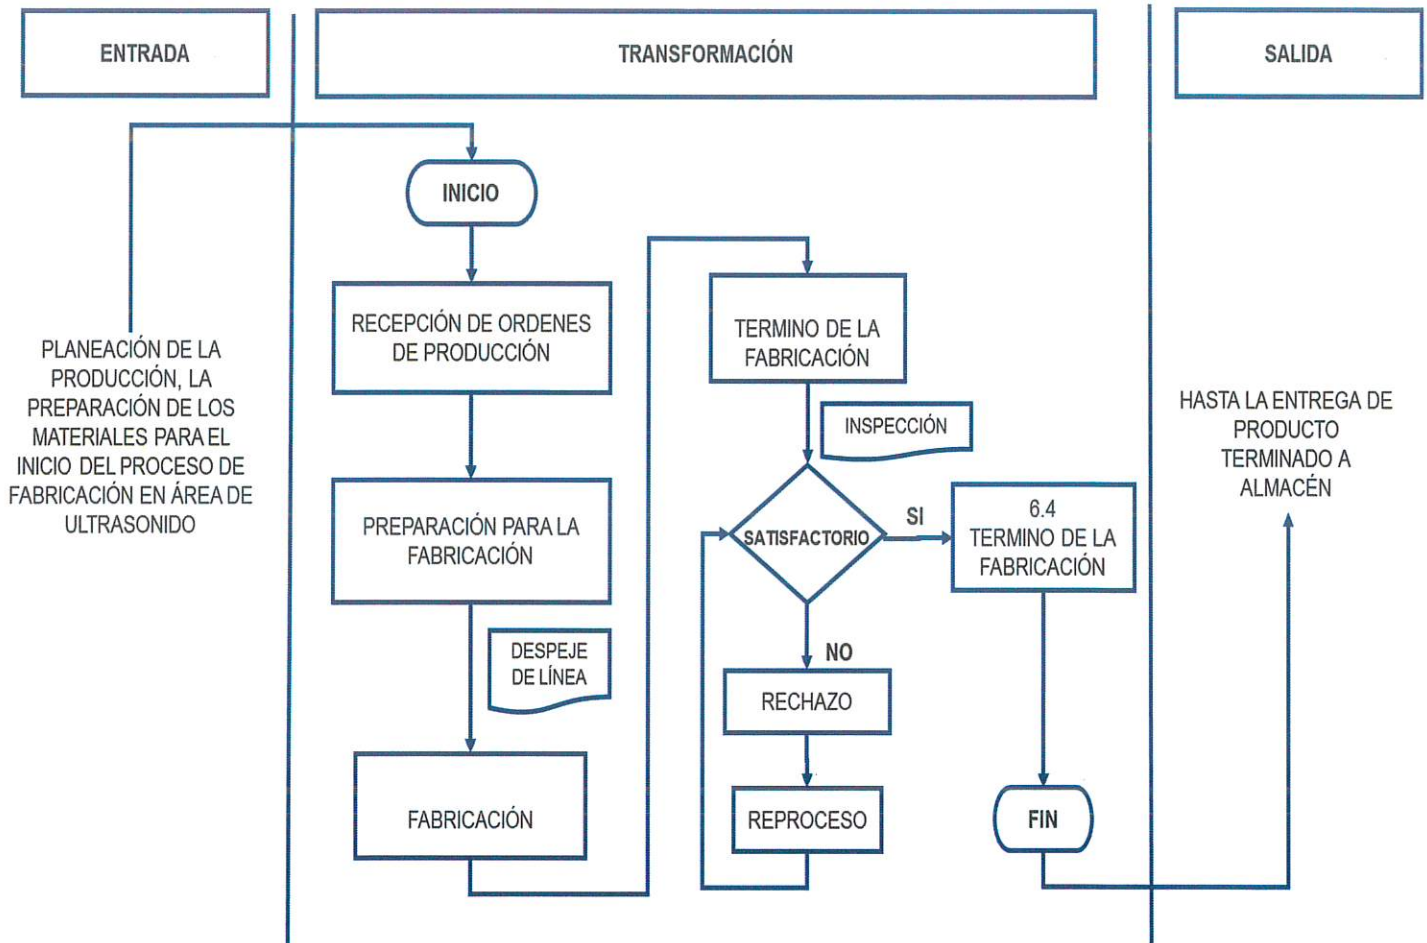 ENTRADA
TRANSFORMACIÓN
SALIDA
PLANEACIÓN DE LA
PRODUCCIÓN, LA
PREPARACIÓN DE LOS
MATERIALES PARA EL
INICIO DEL PROCESO DE
FABRICACIÓN EN ÁREA DE
ULTRASONIDO
INICIO
RECEPCIÓN DE ORDENES
DE PRODUCCIÓN
PREPARACIÓN PARA LA
FABRICACIÓN
DESPEJE
DE LÍNEA
FABRICACIÓN
TERMINO DE LA
FABRICACIÓN
INSPECCIÓN
SATISFACTORIO
SI
6.4
TERMINO DE LA
FABRICACIÓN
NO
RECHAZO
REPROCESO
FIN
HASTA LA ENTREGA DE
PRODUCTO
TERMINADO A
ALMACÉN